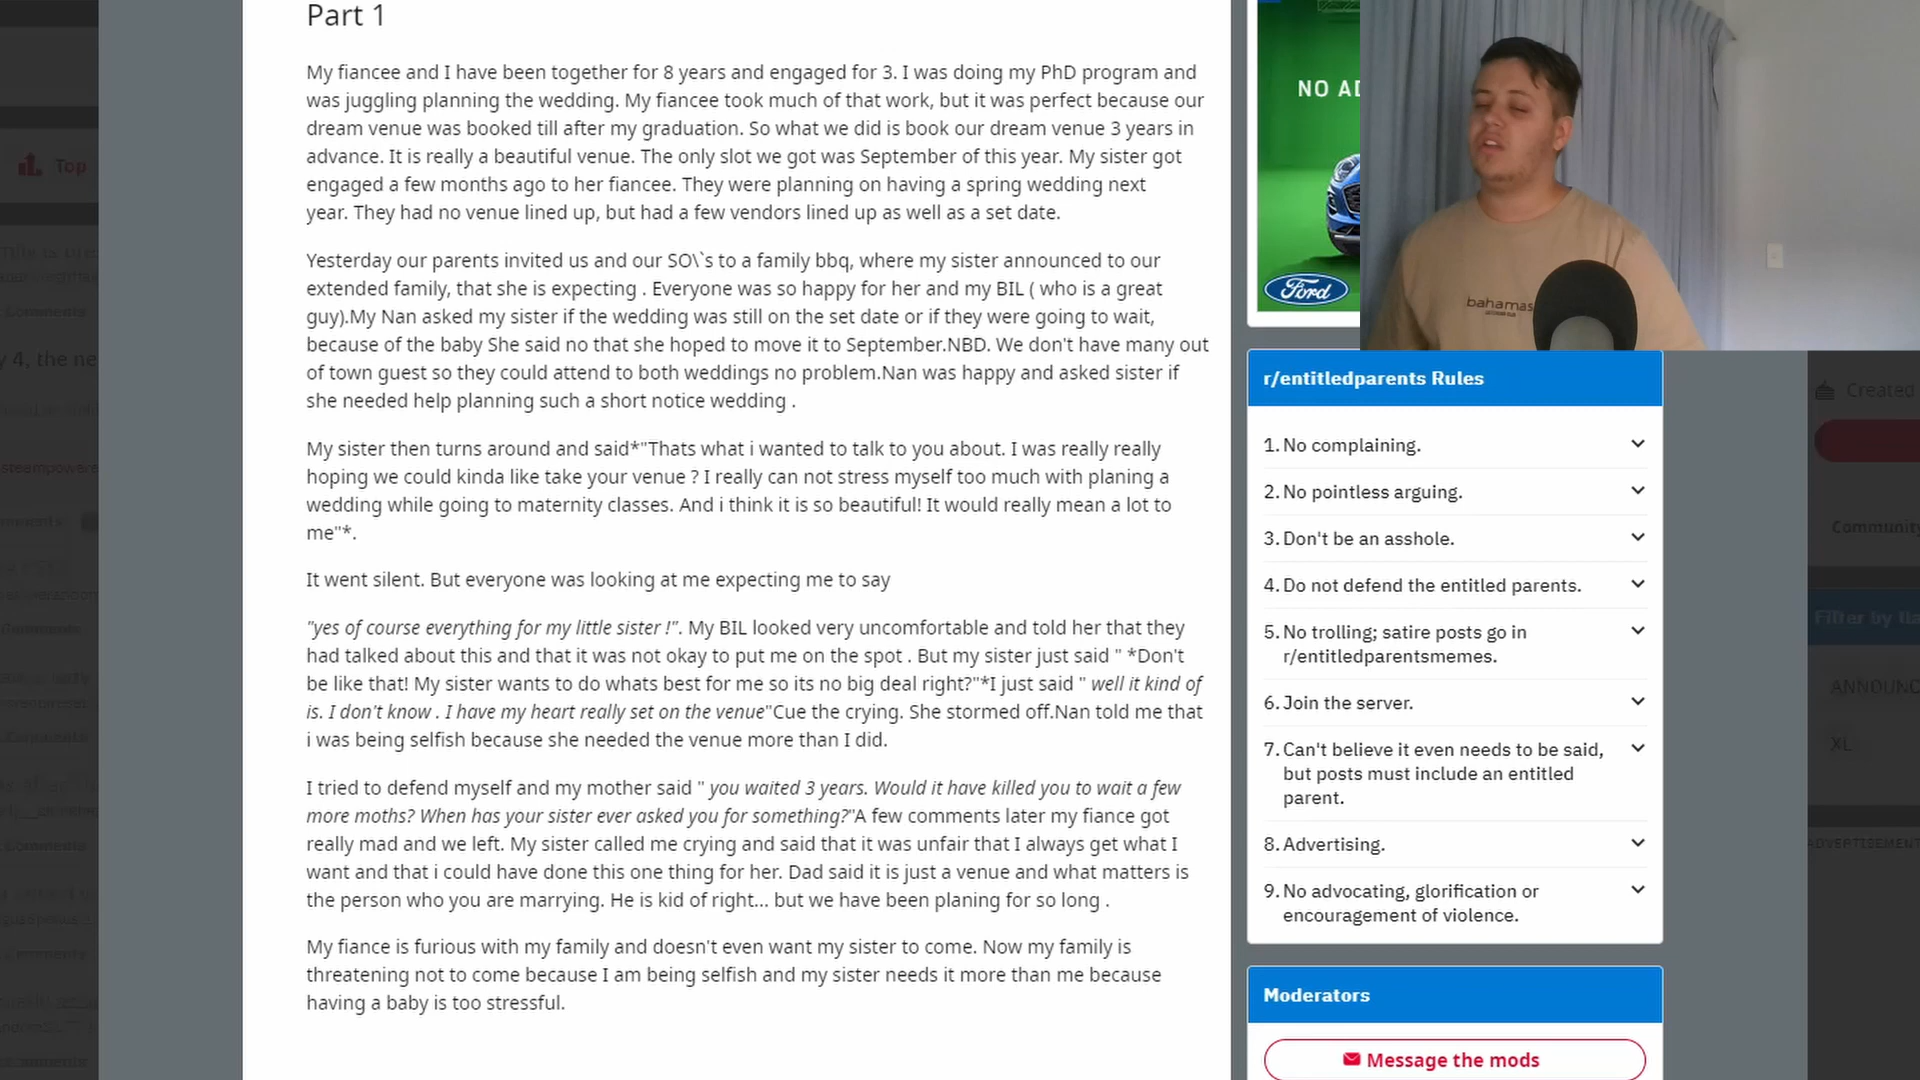 Part 1
My fiancee and I have been together for 8 years and engaged for 3. I was doing my PhD program and
was juggling planning the wedding. My fiancee took much of that work, but it was perfect because our
dream venue was booked till after my graduation. So what we did is book our dream venue 3 years in
advance. It is really a beautiful venue. The only slot we got was September of this year. My sister got
engaged a few months ago to her fiancee. They were planning on having a spring wedding next
year. They had no venue lined up, but had a few vendors lined up as well as a set date.
Yesterday our parents invited us and our SO\`s to a family bbq, where my sister announced to our
extended family, that she is expecting . Everyone was so happy for her and my BIL ( who is a great
guy).My Nan asked my sister if the wedding was still on the set date or if they were going to wait,
because of the baby She said no that she hoped to move it to September.NBD. We don't have many out
of town guest so they could attend to both weddings no problem.Nan was happy and asked sister if
she needed help planning such a short notice wedding .
My sister then turns around and said*"Thats what i wanted to talk to you about. I was really really
hoping we could kinda like take your venue ? I really can not stress myself too much with planing a
wedding while going to maternity classes. And i think it is so beautiful! It would really mean a lot to
me"*.
It went silent. But everyone was looking at me expecting me to say
"yes of course everything for my little sister !". My BIL looked very uncomfortable and told her that they
had talked about this and that it was not okay to put me on the spot . But my sister just said " *Don't
be like that! My sister wants to do whats best for me so its no big deal right?"*I just said " well it kind of
is. I don't know . I have my heart really set on the venue"Cue the crying. She stormed off.Nan told me that
i was being selfish because she needed the venue more than I did.
I tried to defend myself and my mother said " you waited 3 years. Would it have killed you to wait a few
more moths? When has your sister ever asked you for something?"A few comments later my fiance got
really mad and we left. My sister called me crying and said that it was unfair that I always get what I
want and that i could have done this one thing for her. Dad said it is just a venue and what matters is
the person who you are marrying. He is kid of right... but we have been planing for so long .
My fiance is furious with my family and doesn't even want my sister to come. Now my family is
threatening not to come because I am being selfish and my sister needs it more than me because
having a baby is too stressful.
Top
y 4, the ne
NO AD
Ford
bahamas
r/entitledparents Rules
1. No complaining.
2. No pointless arguing.
3. Don't be an asshole.
4. Do not defend the entitled parents.
5. No trolling; satire posts go in
r/entitledparentsmemes.
6. Join the server.
7. Can't believe it even needs to be said,
but posts must include an entitled
parent.
8. Advertising.
9. No advocating, glorification or
encouragement of violence.
Moderators
Message the mods
Created
Community
Filter by fla
ANNOUNC
XL
ADVERTISEMENT